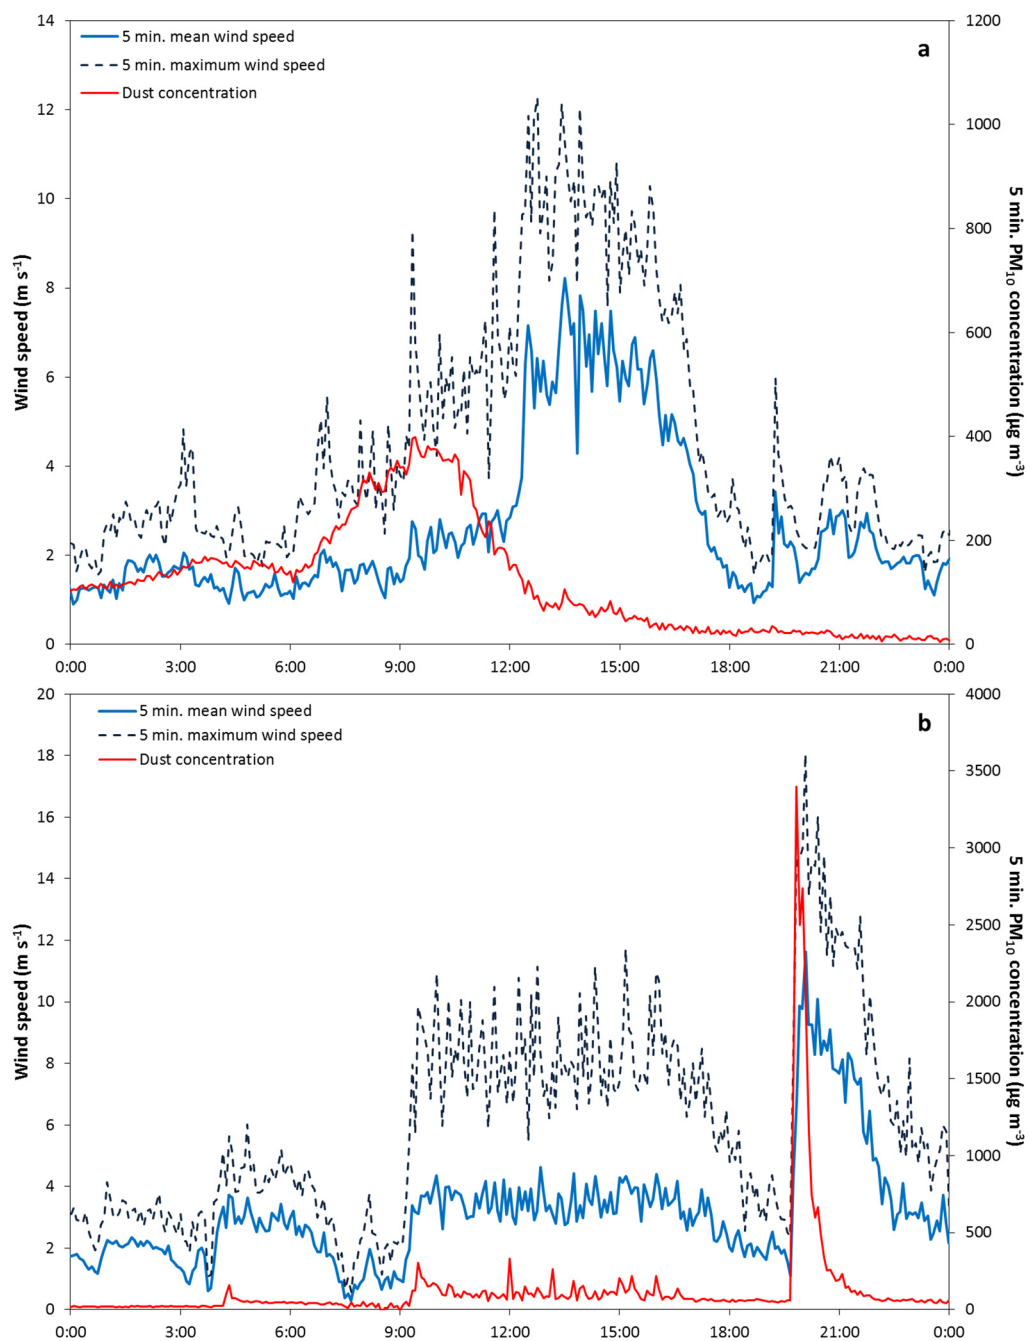 14
12
10
8
6
4
2
0
Wind speed (m s-1)
5 min. mean wind speed
5 min. maximum wind speed
Dust concentration
a
1200
1000
800
600
400
200
0
5 min. PM10 concentration (µg m-3)
0:00 3:00 6:00 9:00 12:00 15:00 18:00 21:00 0:00
20
18
16
14
12
10
8
6
4
2
0
Wind speed (m s-1)
5 min. mean wind speed
5 min. maximum wind speed
Dust concentration
b
4000
3500
3000
2500
2000
1500
1000
500
0
5 min. PM10 concentration (µg m-3)
0:00 3:00 6:00 9:00 12:00 15:00 18:00 21:00 0:00